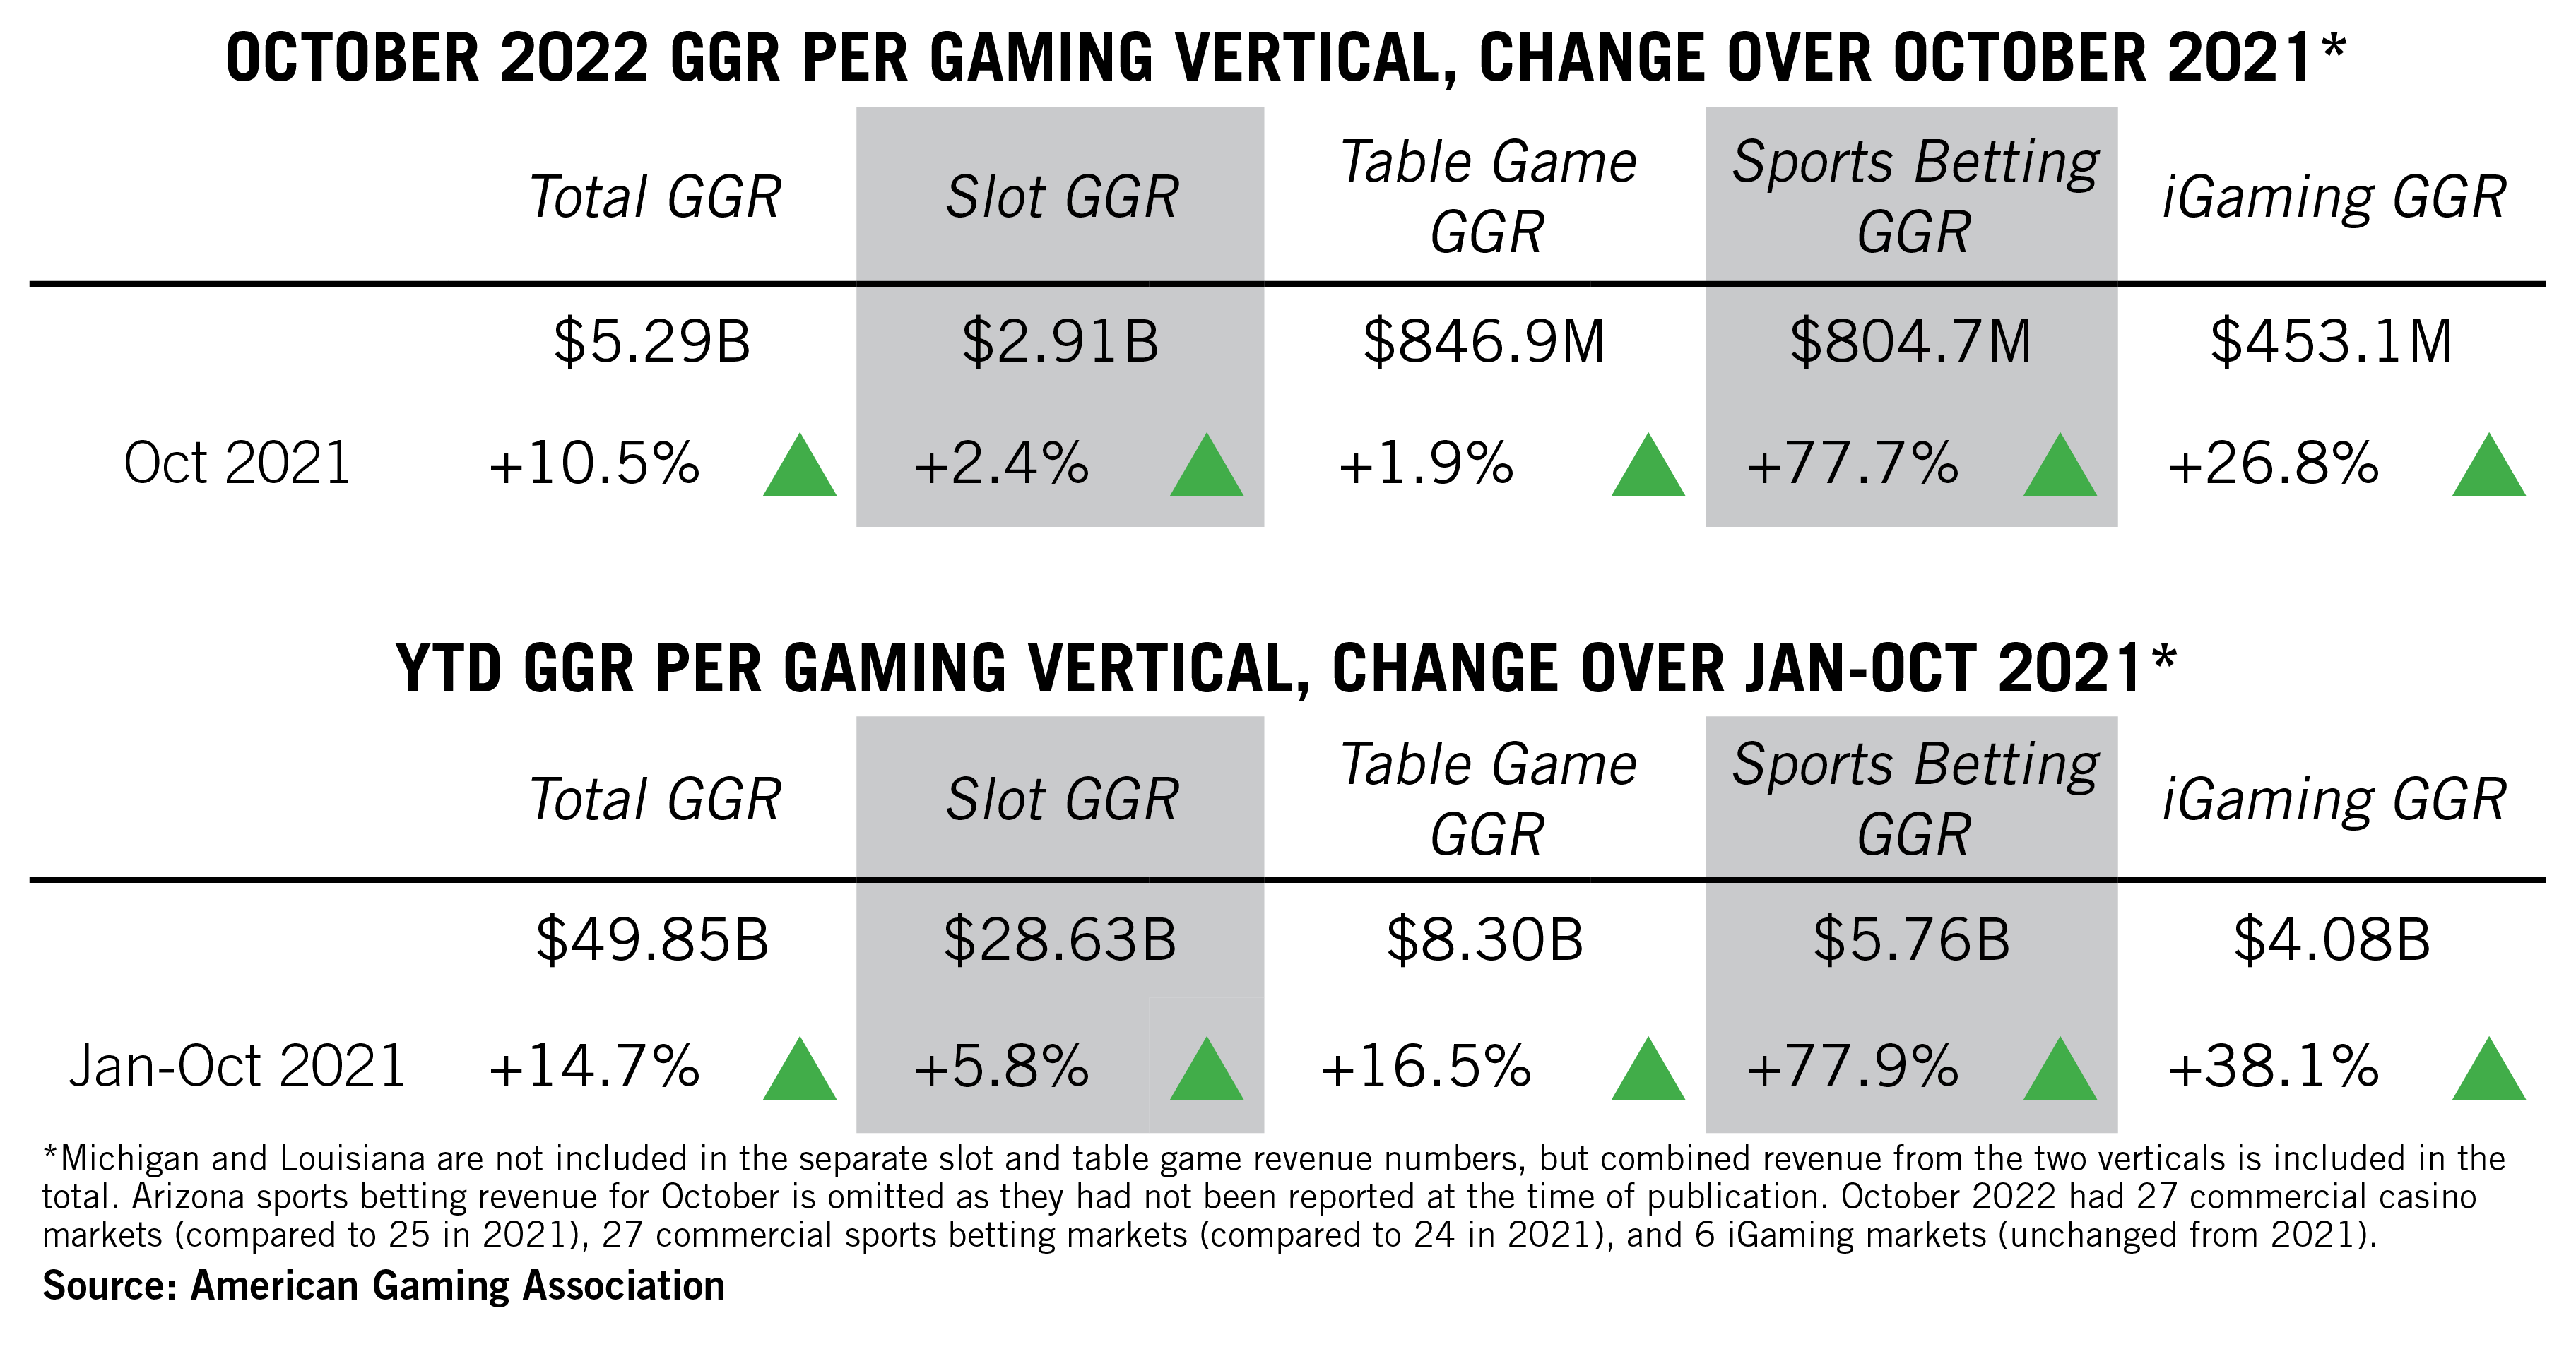 OCTOBER 2022 GGR PER GAMING VERTICAL, CHANGE OVER OCTOBER 2021*
Total GGR Slot GGR Table Game GGR Sports Betting GGR iGaming GGR
$5.29B $2.91B $846.9M $804.7M $453.1M
Oct 2021 +10.5% +2.4% +1.9% +77.7% +26.8%
YTD GGR PER GAMING VERTICAL, CHANGE OVER JAN-OCT 2021*
Total GGR Slot GGR Table Game GGR Sports Betting GGR iGaming GGR
$49.85B $28.63B $8.30B $5.76B $4.08B
Jan-Oct 2021 +14.7% +5.8% +16.5% +77.9% +38.1%
*Michigan and Louisiana are not included in the separate slot and table game revenue numbers, but combined revenue from the two verticals is included in the
total. Arizona sports betting revenue for October is omitted as they had not been reported at the time of publication. October 2022 had 27 commercial casino
markets (compared to 25 in 2021), 27 commercial sports betting markets (compared to 24 in 2021), and 6 iGaming markets (unchanged from 2021).
Source: American Gaming Association